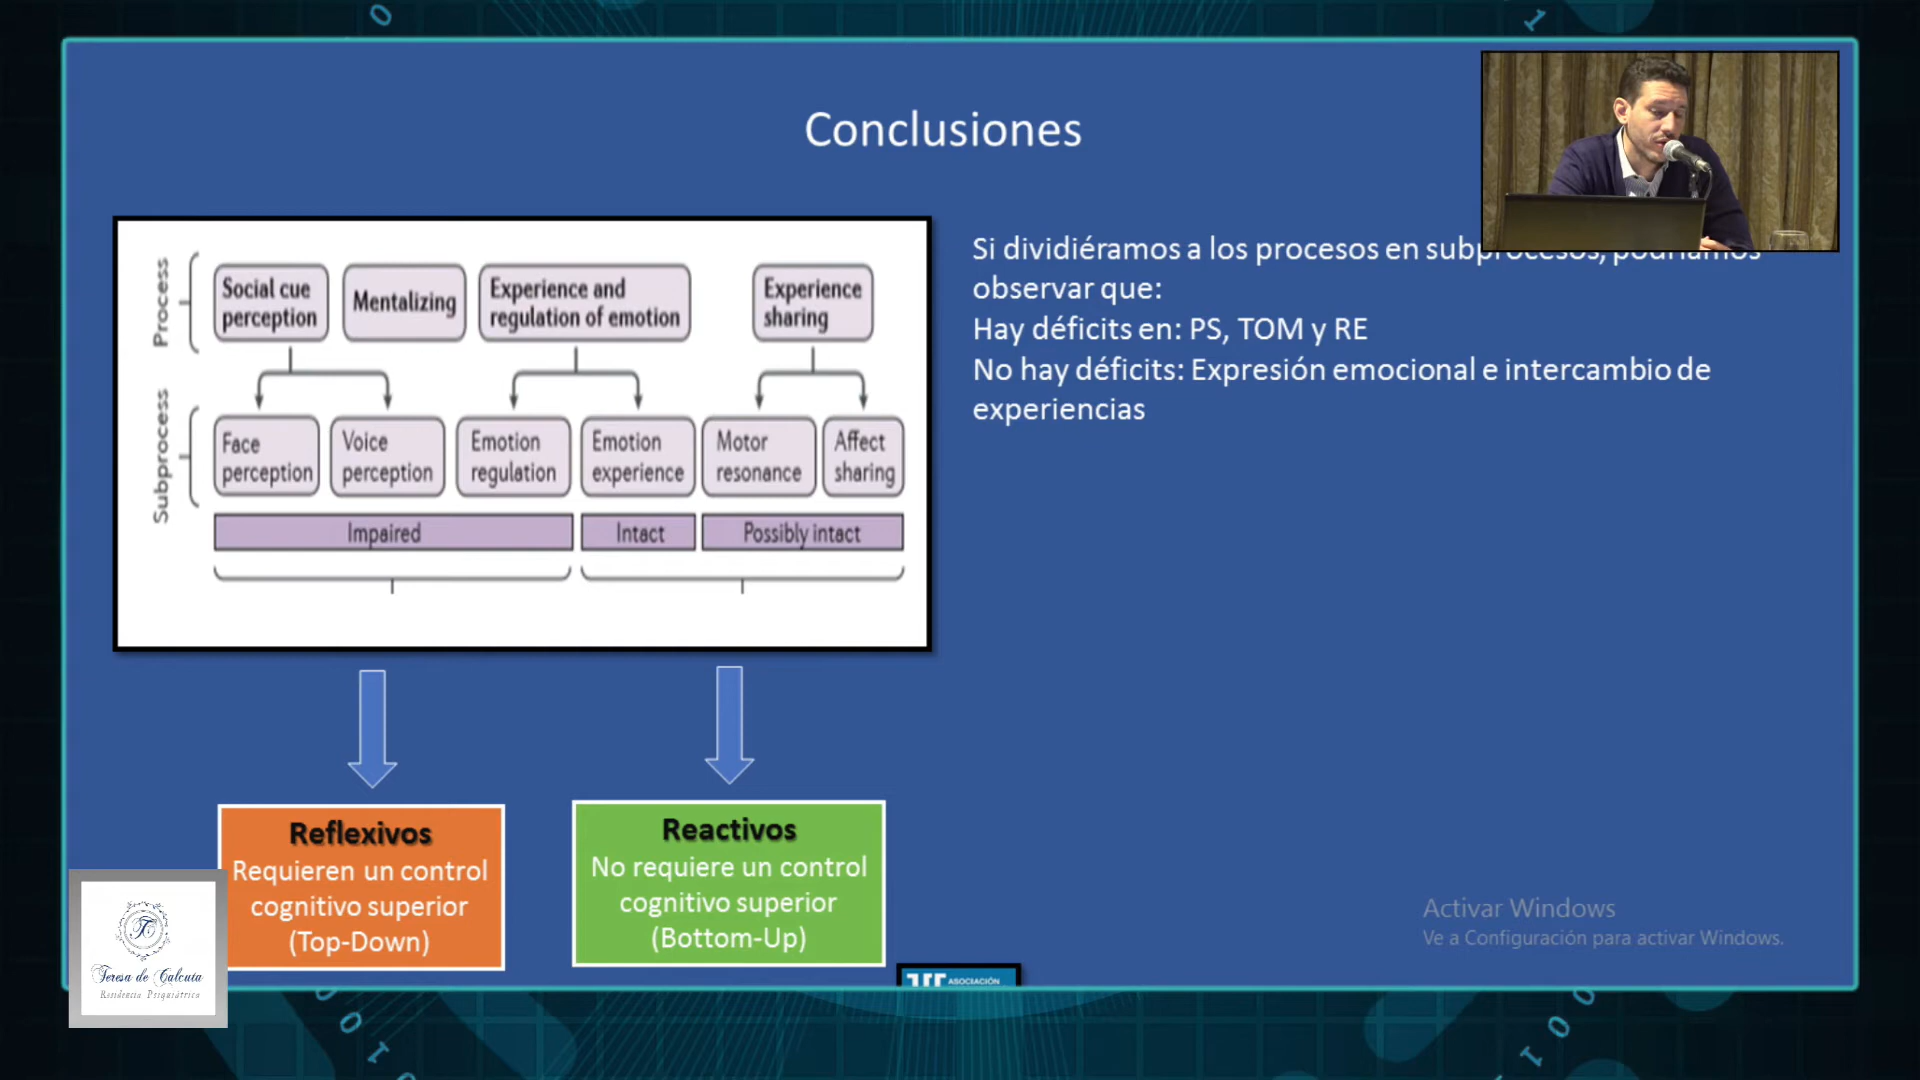 Conclusiones
Process
Social cue
perception
Mentalizing
Experience and
regulation of emotion
Experience
sharing
Subprocess
Face
perception
Voice
perception
Emotion
regulation
Emotion
experience
Motor
resonance
Affect
sharing
Impaired
Intact
Possibly intact
Si dividiéramos a los procesos en subprocesos, podríamos
observar que:
Hay déficits en: PS, TOM y RE
No hay déficits: Expresión emocional e intercambio de
experiencias
Reflexivos
Requieren un control
cognitivo superior
(Top-Down)
Reactivos
No requiere un control
cognitivo superior
(Bottom-Up)
Activar Windows
Ve a Configuración para activar Windows.
Teresa de Calcuta
Residencia Psiquiátrica
ASOCIACIÓN